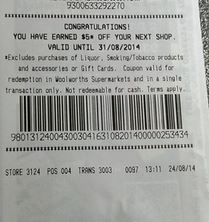 9300633292270
CONGRATULATIONS!
YOU HAVE EARNED $5* OFF YOUR NEXT SHOP.
VALID UNTIL 31/08/2014
*Excludes purchases of Liquor, Smoking/Tobacco products
and accessories or Gift Cards. Coupon valid for
redemption in Woolworths Supermarkets and in a single
transaction only. Not redeemable for cash. Terms apply.
9801312400430030416310820140000253434
STORE 3124 POS 004 TRANS 3003 0097 13:11 24/08/14